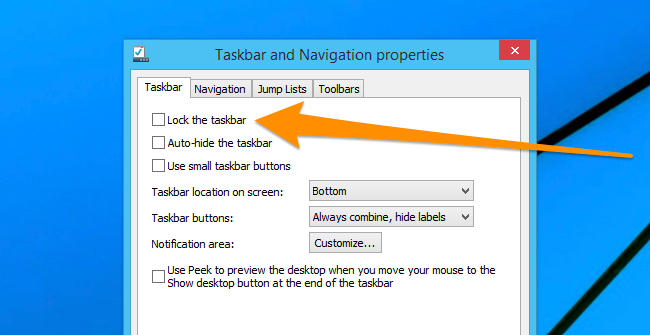 Taskbar and Navigation properties
Taskbar Navigation Jump Lists Toolbars
Lock the taskbar
Auto-hide the taskbar
Use small taskbar buttons
Taskbar location on screen: Bottom
Taskbar buttons: Always combine, hide labels
Notification area: Customize...
Use Peek to preview the desktop when you move your mouse to the
Show desktop button at the end of the taskbar